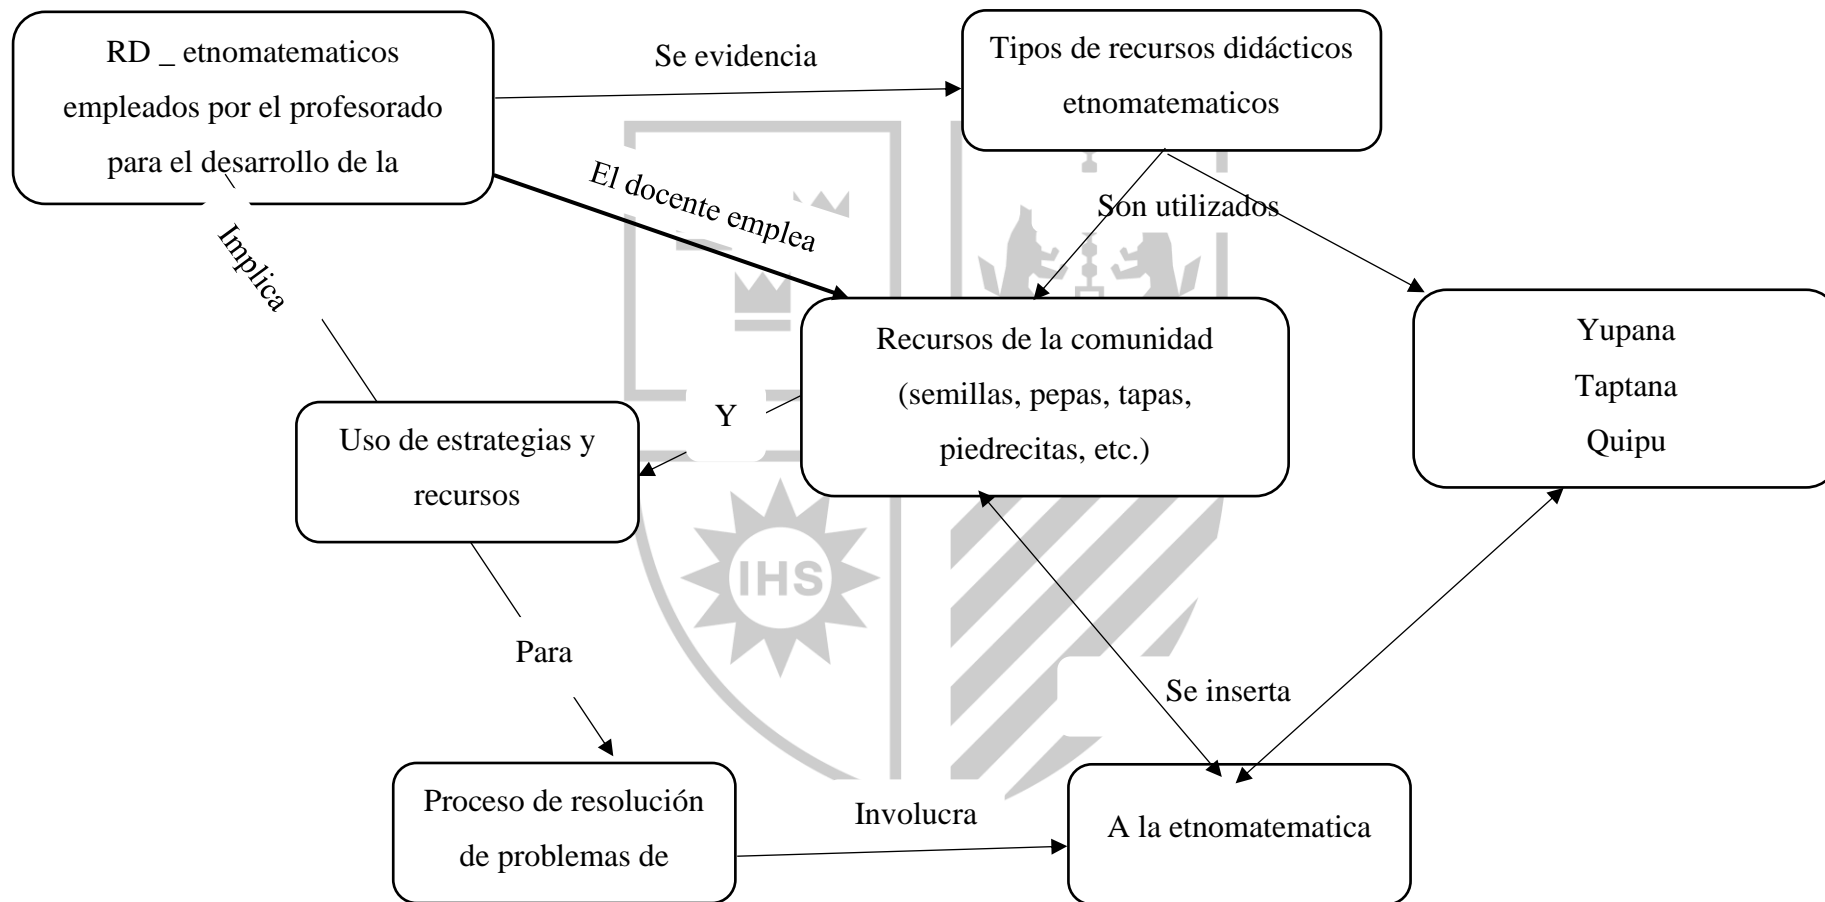 RD _ etnomatematicos
empleados por el profesorado
para el desarrollo de la
Se evidencia
Tipos de recursos didácticos
etnomatematicos
El docente emplea
Son utilizados
Implica
Recursos de la comunidad
(semillas, pepas, tapas,
piedrecitas, etc.)
Yupana
Taptana
Quipu
Y
Uso de estrategias y
recursos
IHS
Para
Se inserta
Proceso de resolución
de problemas de
Involucra
A la etnomatematica